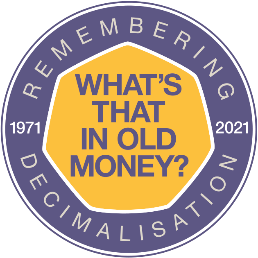 REMEMBERING
1971
WHAT'S
THAT
IN OLD
MONEY?
2021
DECIMALISATION